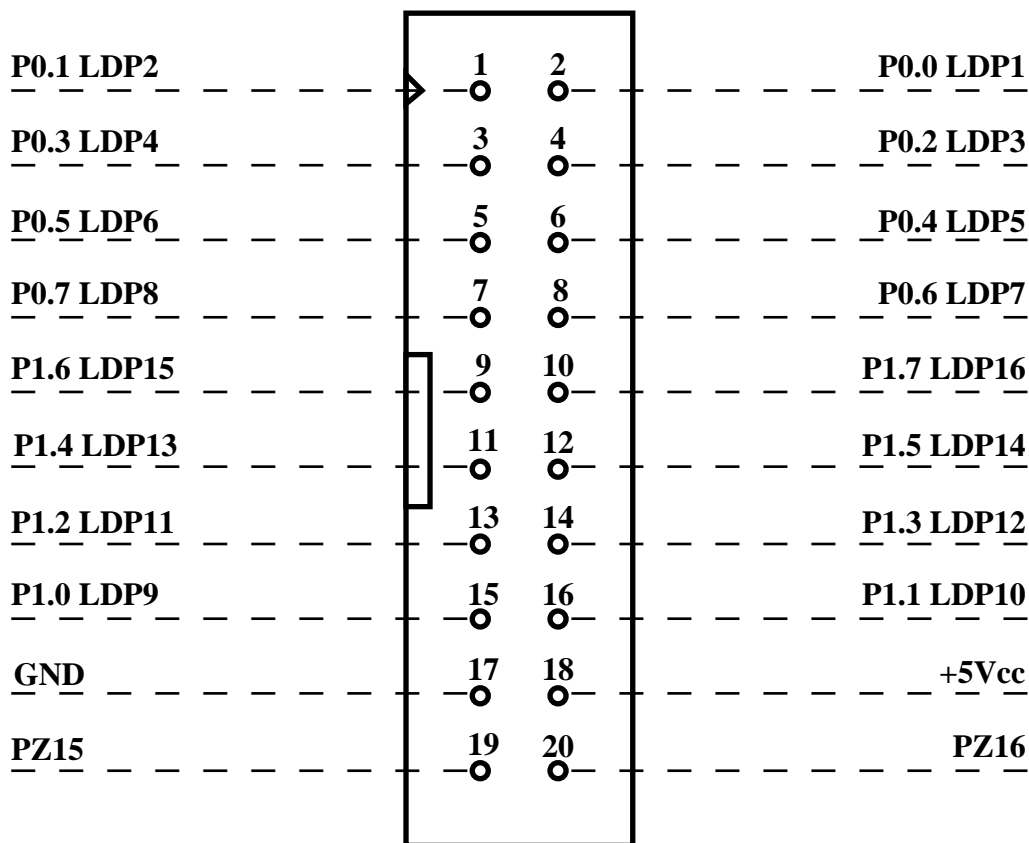 P0.1 LDP2 1 2 P0.0 LDP1
P0.3 LDP4 3 4 P0.2 LDP3
P0.5 LDP6 5 6 P0.4 LDP5
P0.7 LDP8 7 8 P0.6 LDP7
P1.6 LDP15 9 10 P1.7 LDP16
P1.4 LDP13 11 12 P1.5 LDP14
P1.2 LDP11 13 14 P1.3 LDP12
P1.0 LDP9 15 16 P1.1 LDP10
GND 17 18 +5Vcc
PZ15 19 20 PZ16